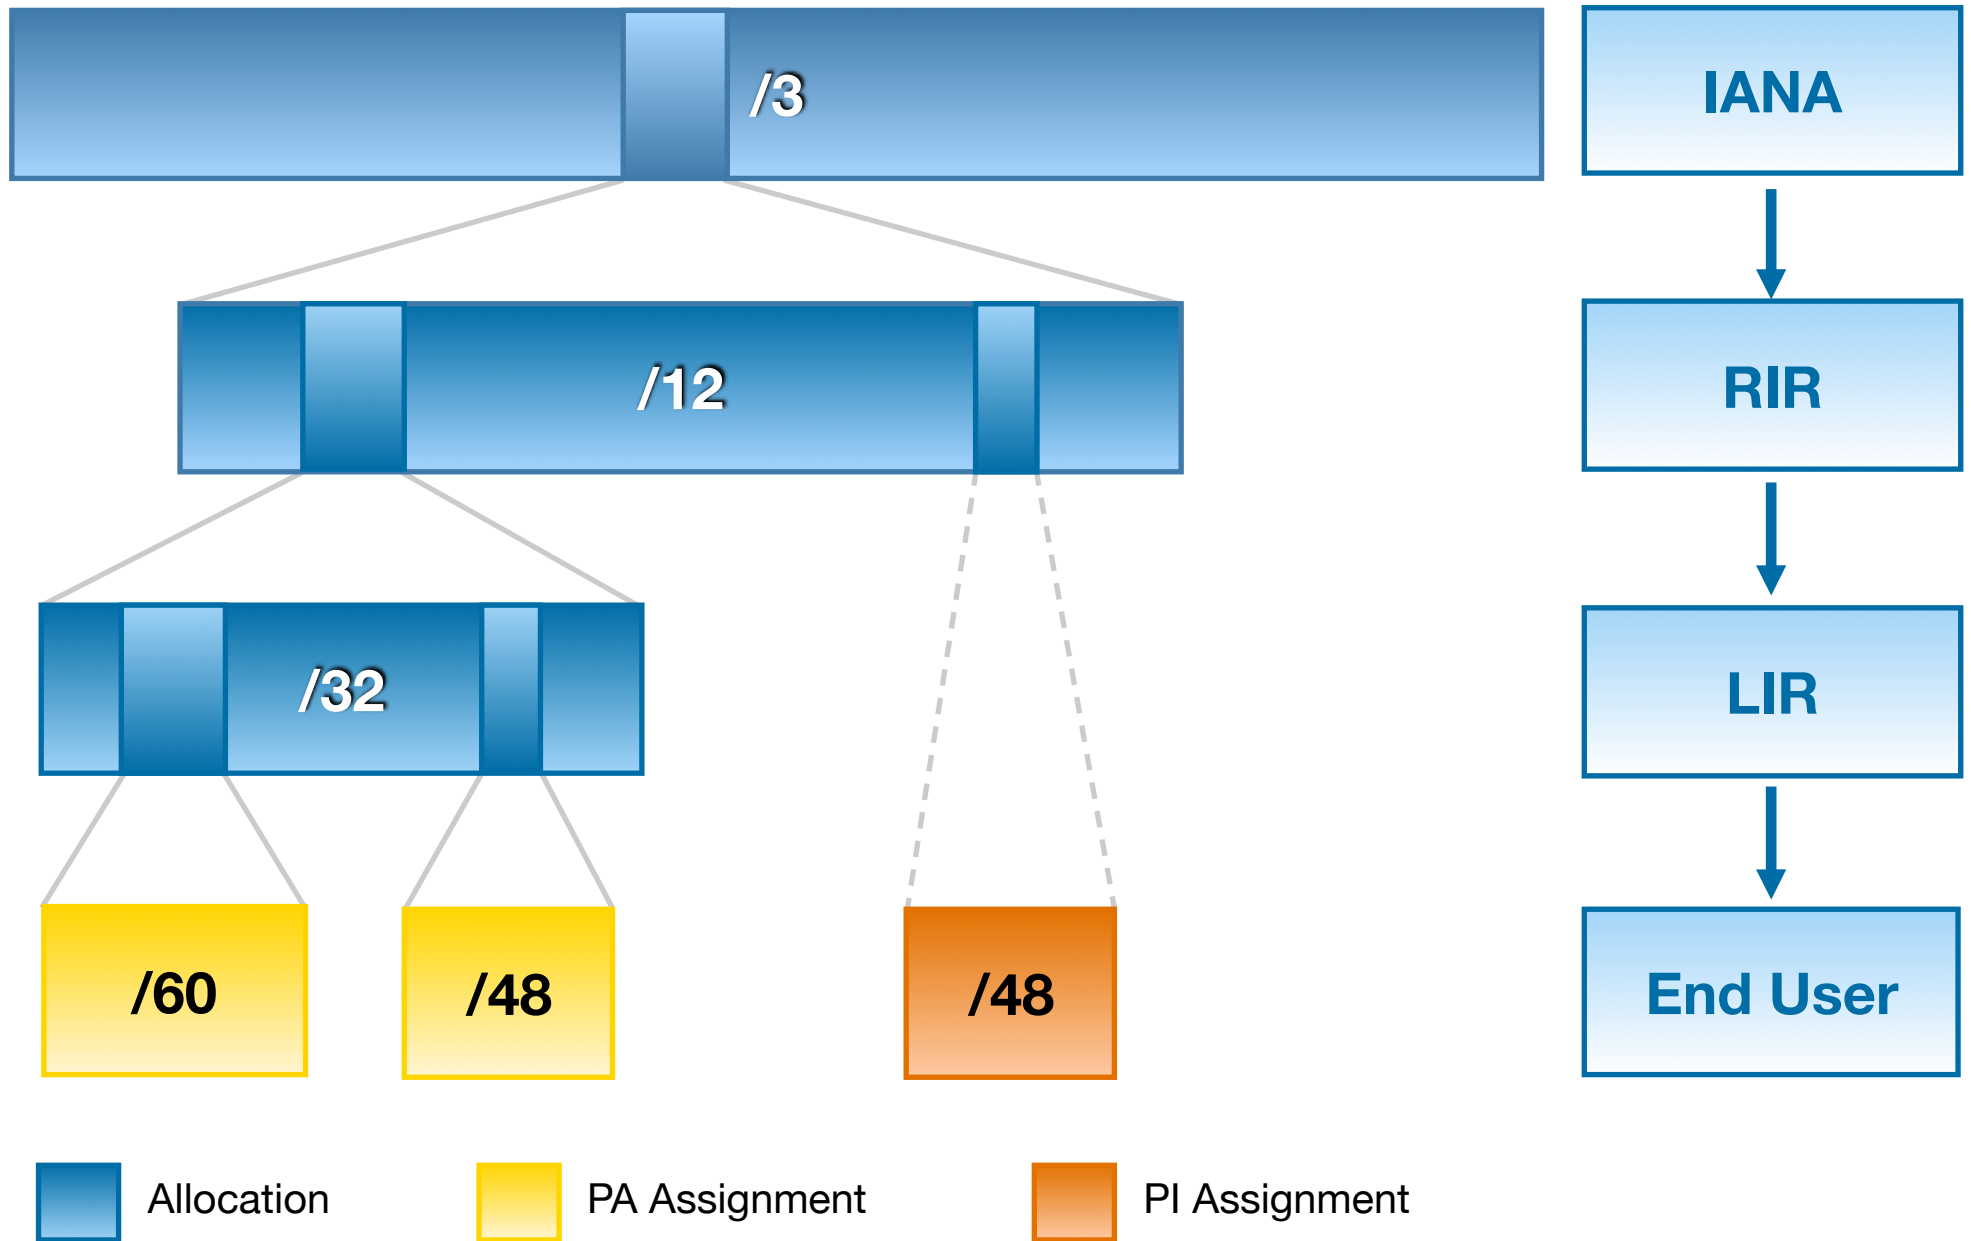 /3
IANA
/12
RIR
/32
LIR
/60
/48
/48
End User
Allocation
PA Assignment
PI Assignment